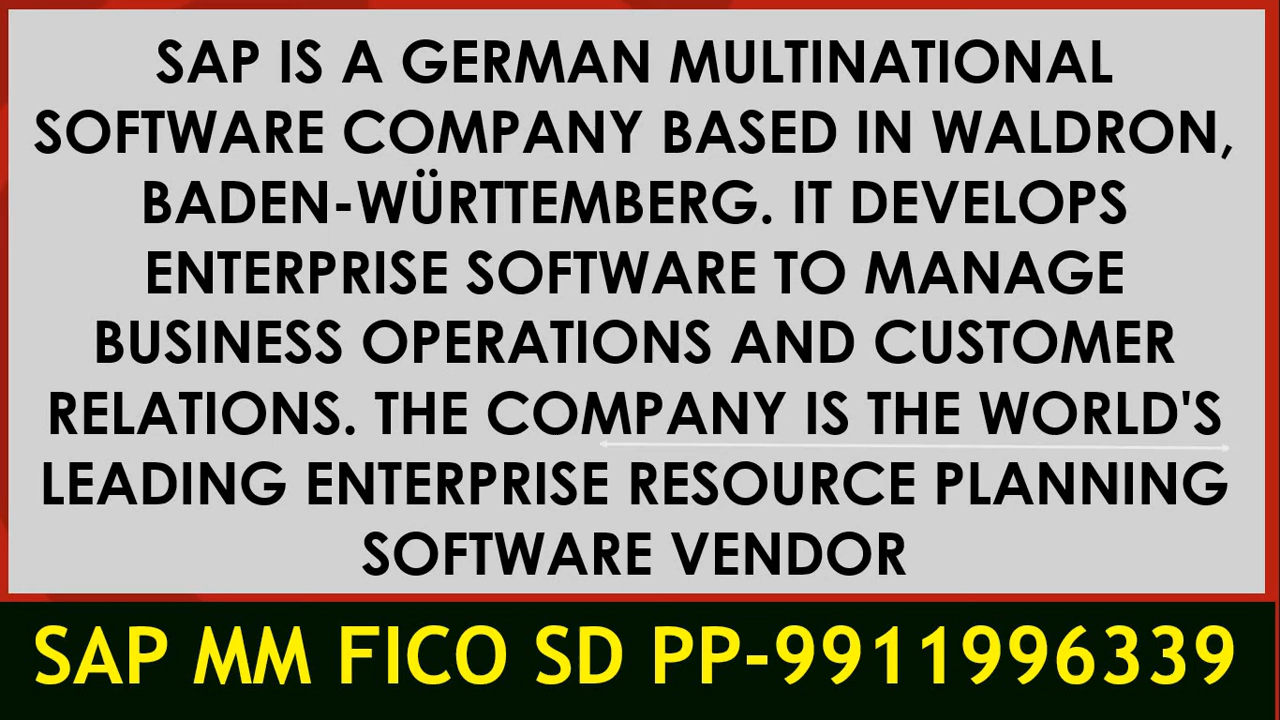 SAP IS A GERMAN MULTINATIONAL
SOFTWARE COMPANY BASED IN WALDRON,
BADEN-WÜRTTEMBERG. IT DEVELOPS
ENTERPRISE SOFTWARE TO MANAGE
BUSINESS OPERATIONS AND CUSTOMER
RELATIONS. THE COMPANY IS THE WORLD'S
LEADING ENTERPRISE RESOURCE PLANNING
SOFTWARE VENDOR
SAP MM FICO SD PP-9911996339